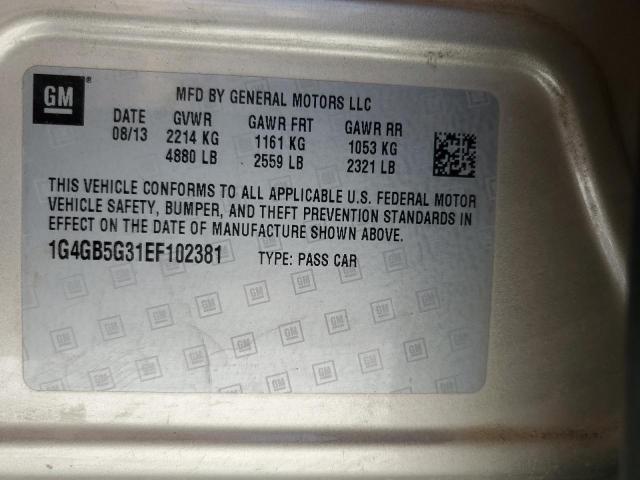 GM
MFD BY GENERAL MOTORS LLC
DATE GVWR GAWR FRT GAWR RR
08/13 2214 KG 1161 KG 1053 KG
4880 LB 2559 LB 2321 LB
THIS VEHICLE CONFORMS TO ALL APPLICABLE U.S. FEDERAL MOTOR
VEHICLE SAFETY, BUMPER, AND THEFT PREVENTION STANDARDS IN
EFFECT ON THE DATE OF MANUFACTURE SHOWN ABOVE.
1G4GB5G31EF102381 TYPE: PASS CAR